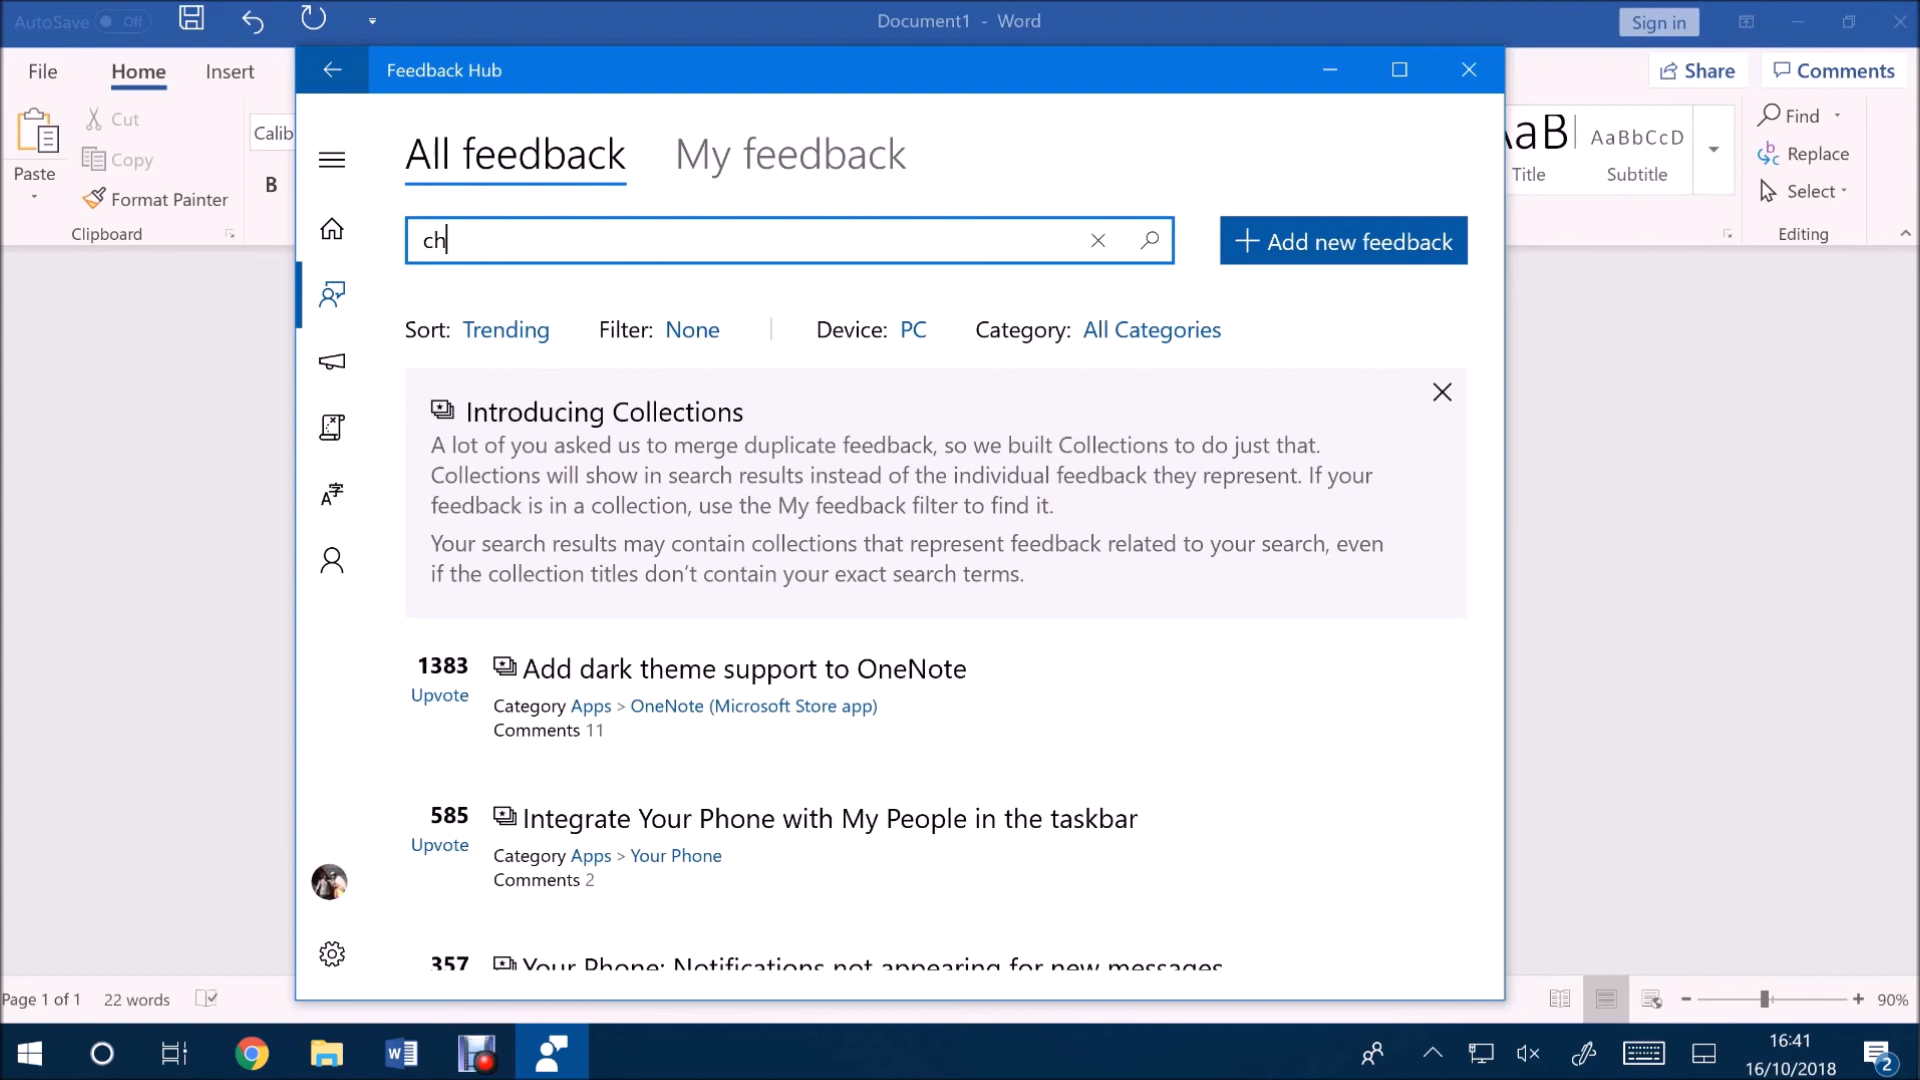 AutoSave Off
Document1 - Word
Sign in
File Home Insert
Share Comments
Feedback Hub
Paste
Cut
Copy
Format Painter
Clipboard
Calib
B
AaB AaBbCcD
Title Subtitle
Find
Replace
Select
Editing
All feedback My feedback
ch
Add new feedback
Sort: Trending Filter: None Device: PC Category: All Categories
Introducing Collections
A lot of you asked us to merge duplicate feedback, so we built Collections to do just that.
Collections will show in search results instead of the individual feedback they represent. If your
feedback is in a collection, use the My feedback filter to find it.
Your search results may contain collections that represent feedback related to your search, even
if the collection titles don't contain your exact search terms.
1383 Add dark theme support to OneNote
Upvote
Category Apps > OneNote (Microsoft Store app)
Comments 11
585 Integrate Your Phone with My People in the taskbar
Upvote
Category Apps > Your Phone
Comments 2
357 Your Phone: Notifications not appearing for new messages
Page 1 of 1 22 words
90%
16:41
16/10/2018
2